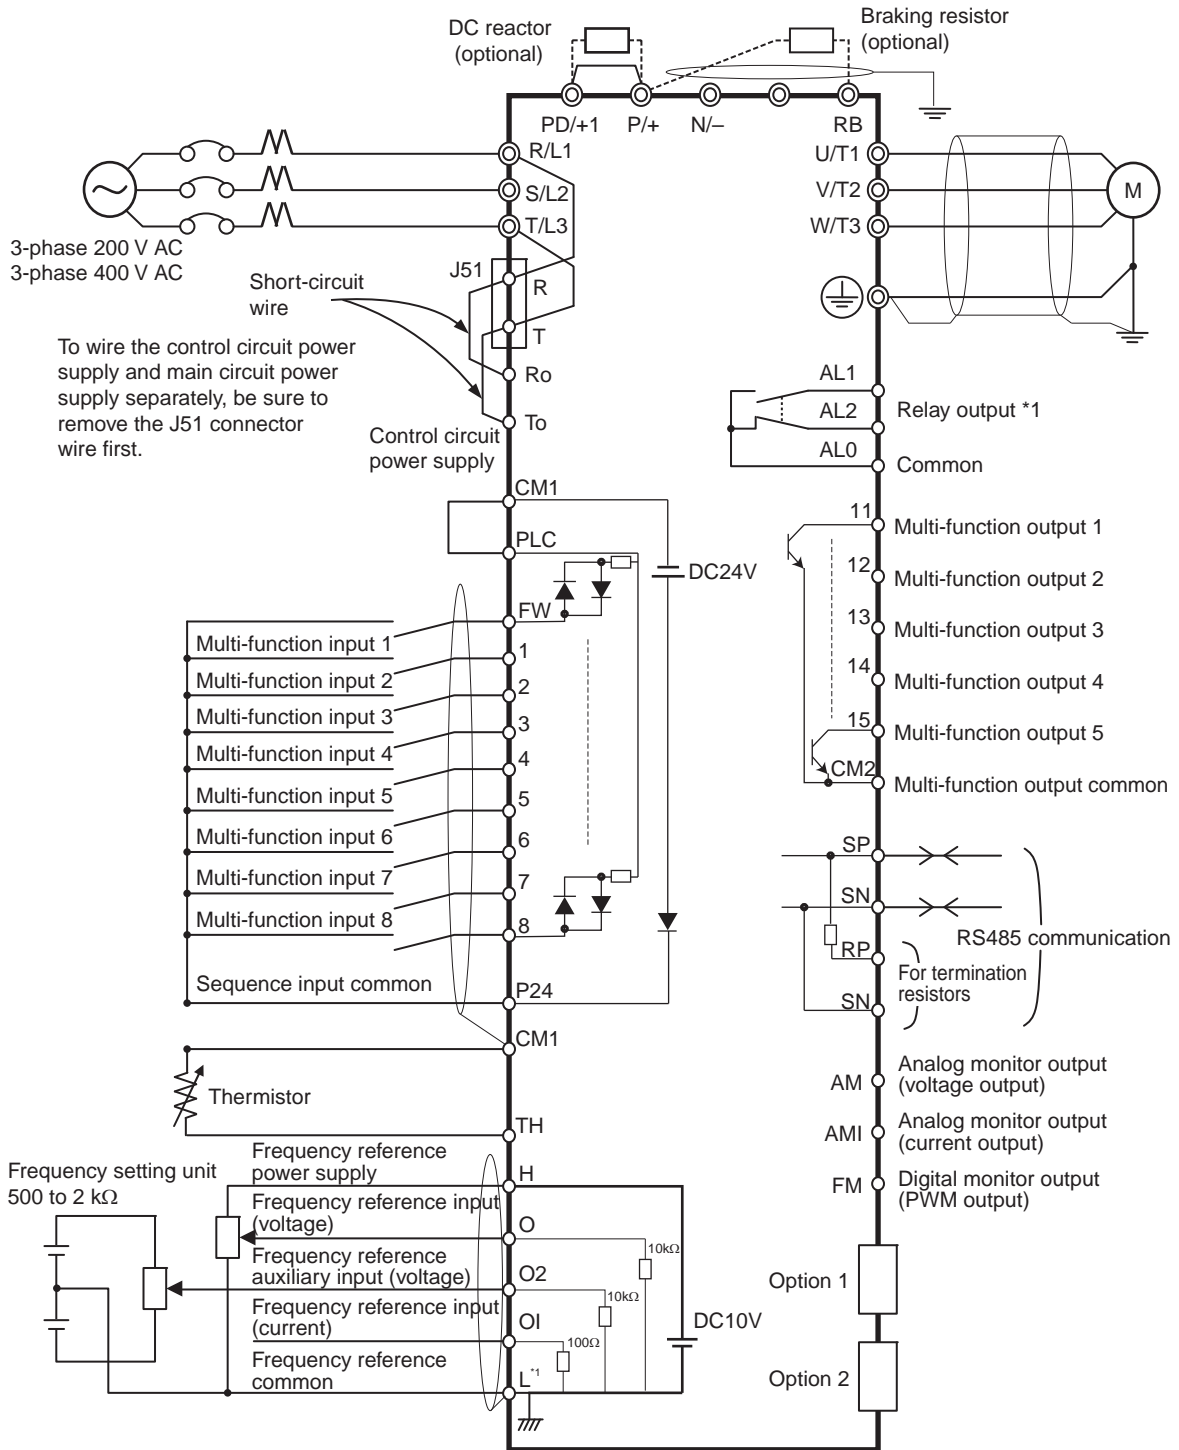 DC reactor
(optional)
Braking resistor
(optional)
PD/+1
P/+
N/–
RB
R/L1
S/L2
T/L3
U/T1
V/T2
W/T3
M
3-phase 200 V AC
3-phase 400 V AC
J51
R
T
Short-circuit
wire
To wire the control circuit power
supply and main circuit power
supply separately, be sure to
remove the J51 connector
wire first.
Ro
To
Control circuit
power supply
AL1
AL2
AL0
Relay output *1
Common
CM1
PLC
DC24V
FW
Multi-function input 1
1
Multi-function input 2
2
Multi-function input 3
3
Multi-function input 4
4
Multi-function input 5
5
Multi-function input 6
6
Multi-function input 7
7
Multi-function input 8
8
Sequence input common
P24
CM1
Thermistor
TH
11
Multi-function output 1
12
Multi-function output 2
13
Multi-function output 3
14
Multi-function output 4
15
Multi-function output 5
CM2
Multi-function output common
SP
SN
RP
SN
RS485 communication
For termination
resistors
AM
Analog monitor output
(voltage output)
AMI
Analog monitor output
(current output)
FM
Digital monitor output
(PWM output)
Frequency setting unit
500 to 2 kΩ
Frequency reference
power supply
H
Frequency reference input
(voltage)
O
10kΩ
Frequency reference
auxiliary input (voltage)
O2
10kΩ
Frequency reference input
(current)
OI
100Ω
DC10V
Frequency reference
common
L*1
Option 1
Option 2